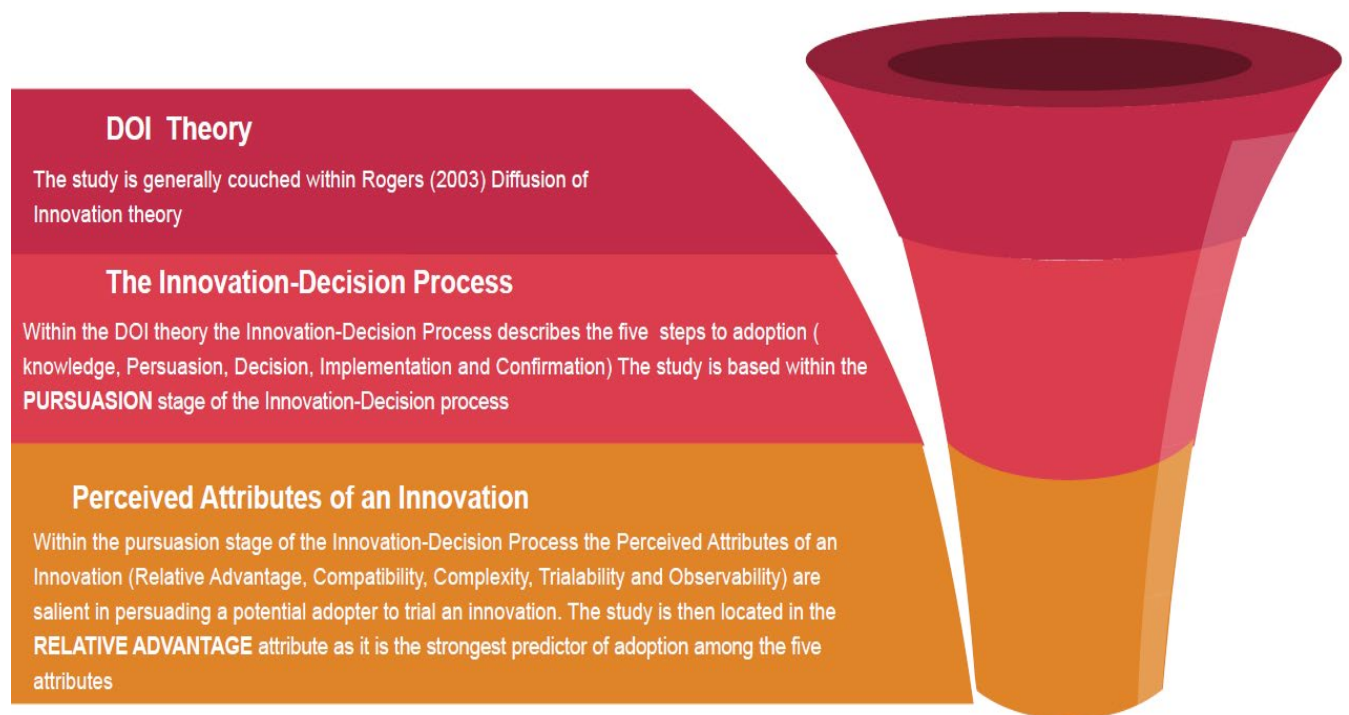 DOI Theory
The study is generally couched within Rogers (2003) Diffusion of
Innovation theory
The Innovation-Decision Process
Within the DOI theory the Innovation-Decision Process describes the five steps to adoption (
knowledge, Persuasion, Decision, Implementation and Confirmation) The study is based within the
PURSUASION stage of the Innovation-Decision process
Perceived Attributes of an Innovation
Within the pursuasion stage of the Innovation-Decision Process the Perceived Attributes of an
Innovation (Relative Advantage, Compatibility, Complexity, Trialability and Observability) are
salient in persuading a potential adopter to trial an innovation. The study is then located in the
RELATIVE ADVANTAGE attribute as it is the strongest predictor of adoption among the five
attributes